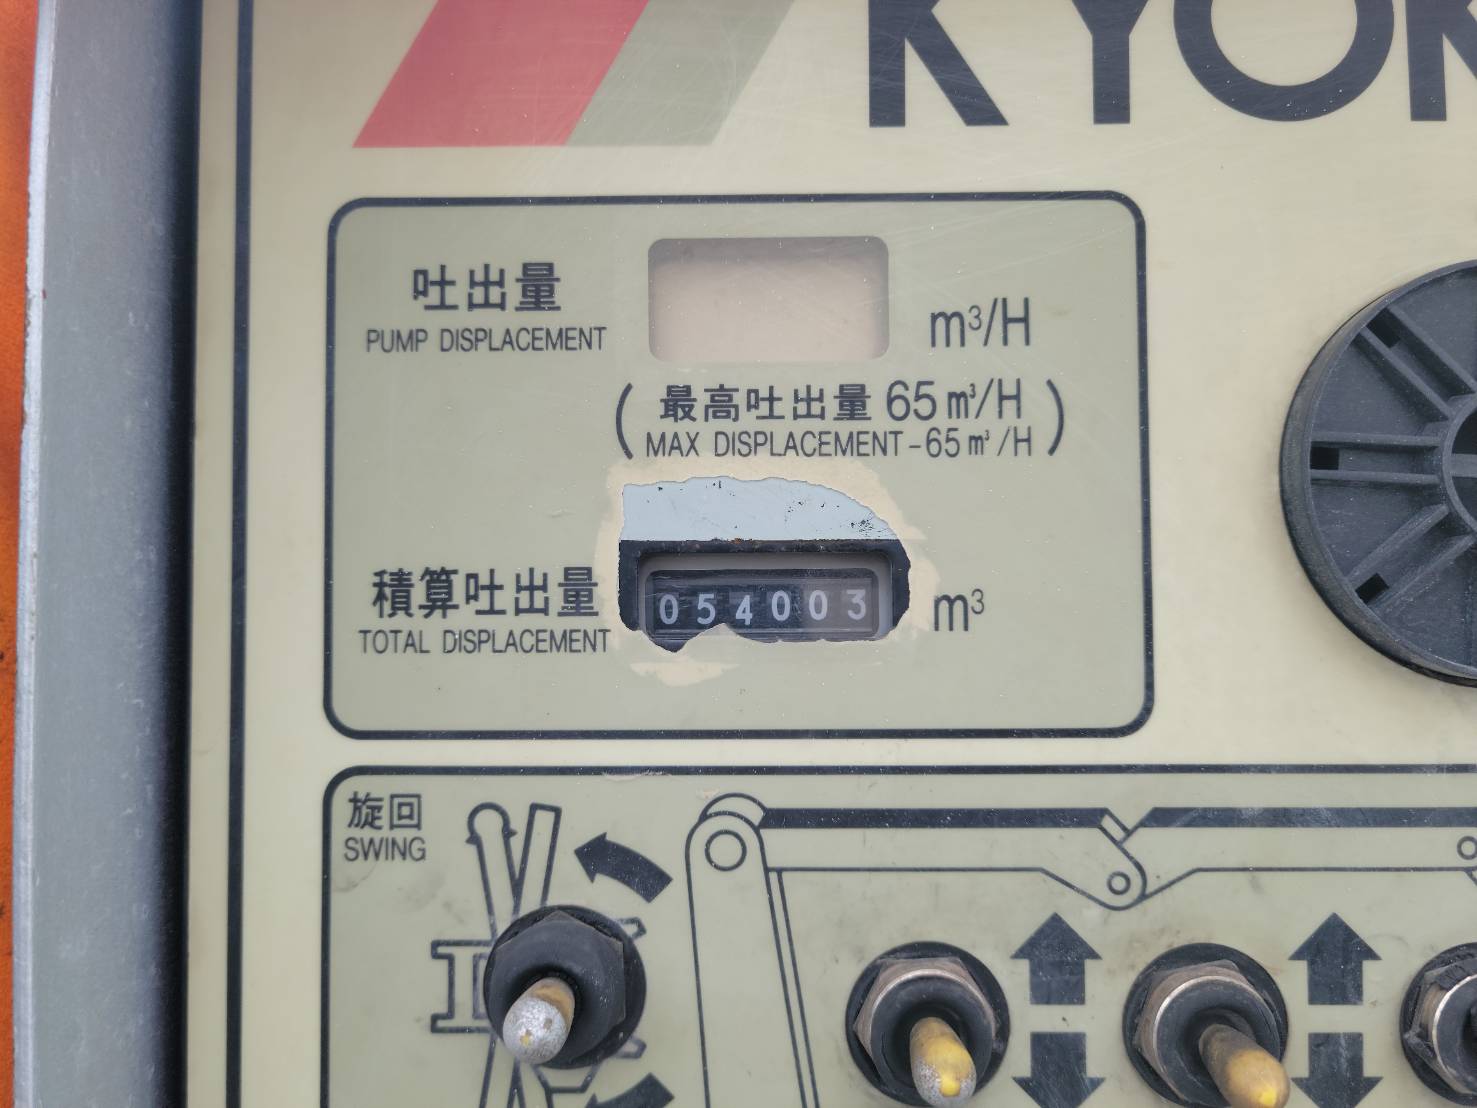 KYOK
吐出量
PUMP DISPLACEMENT
m³/H
(最高吐出量 65m³/H)
(MAX DISPLACEMENT-65m³/H)
054003
積算吐出量
TOTAL DISPLACEMENT
m³
旋回
SWING